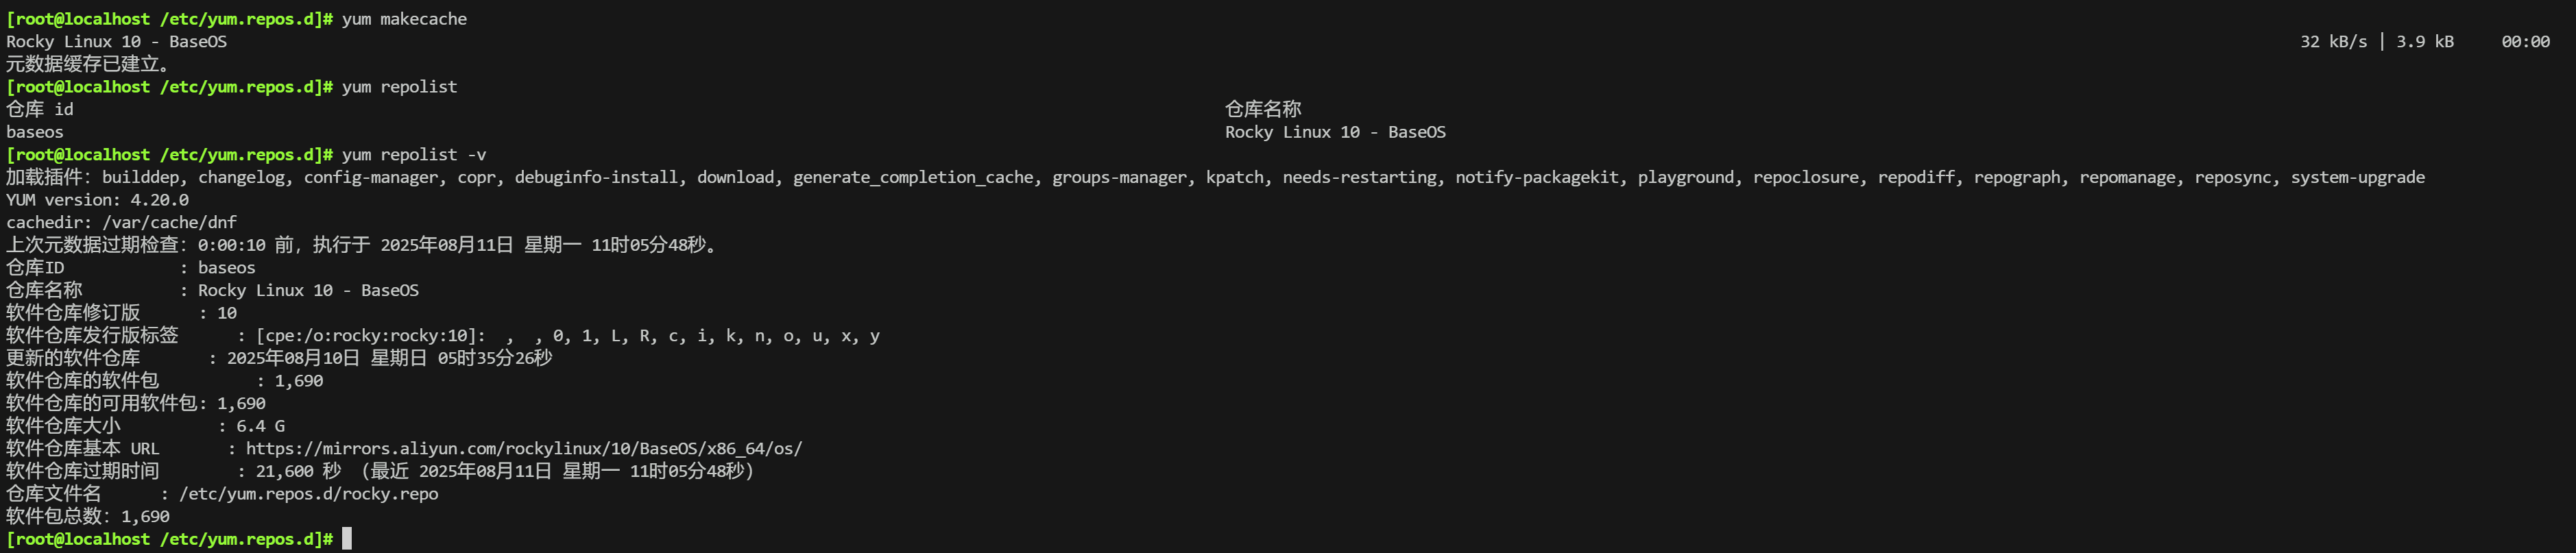 [root@localhost /etc/yum.repos.d]# yum makecache
Rocky Linux 10 - BaseOS 32 kB/s | 3.9 kB 00:00
元数据缓存已建立。
[root@localhost /etc/yum.repos.d]# yum repolist
仓库 id 仓库名称
baseos Rocky Linux 10 - BaseOS
[root@localhost /etc/yum.repos.d]# yum repolist -v
加载插件：builddep, changelog, config-manager, copr, debuginfo-install, download, generate_completion_cache, groups-manager, kpatch, needs-restarting, notify-packagekit, playground, repoclosure, repodiff, repograph, repomanage, reposync, system-upgrade
YUM version: 4.20.0
cachedir: /var/cache/dnf
上次元数据过期检查：0:00:10 前，执行于 2025年08月11日 星期一 11时05分48秒。
仓库ID : baseos
仓库名称 : Rocky Linux 10 - BaseOS
软件仓库修订版 : 10
软件仓库发行版标签 : [cpe:/o:rocky:rocky:10]:  ,  , 0, 1, L, R, c, i, k, n, o, u, x, y
更新的软件仓库 : 2025年08月10日 星期日 05时35分26秒
软件仓库的软件包 : 1,690
软件仓库的可用软件包: 1,690
软件仓库大小 : 6.4 G
软件仓库基本 URL : https://mirrors.aliyun.com/rockylinux/10/BaseOS/x86_64/os/
软件仓库过期时间 : 21,600 秒 （最近 2025年08月11日 星期一 11时05分48秒）
仓库文件名 : /etc/yum.repos.d/rocky.repo
软件包总数：1,690
[root@localhost /etc/yum.repos.d]#